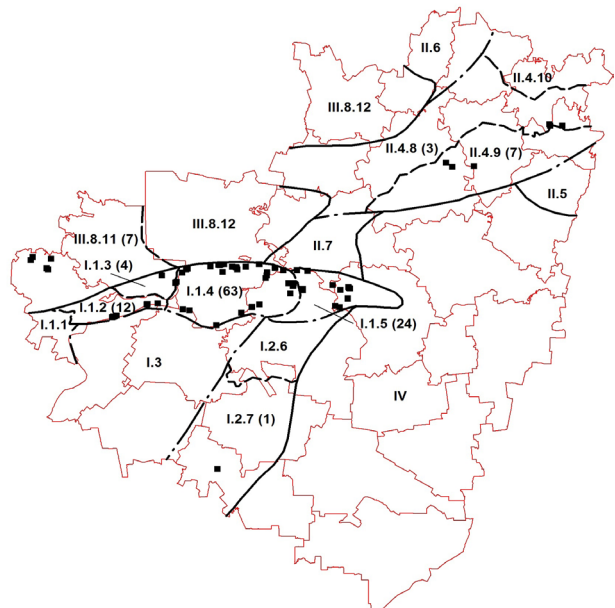 II.6
II.4.10
III.8.12
II.4.8 (3)
II.4.9 (7)
II.5
III.8.12
III.8.11 (7)
II.7
I.1.3 (4)
I.1.4 (63)
I.1.2 (12)
I.1.1
I.1.5 (24)
I.2.6
I.3
IV
I.2.7 (1)